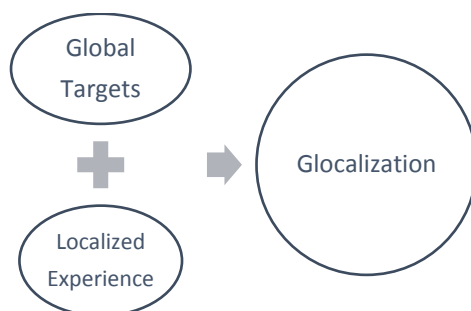 Global
Targets
Glocalization
Localized
Experience